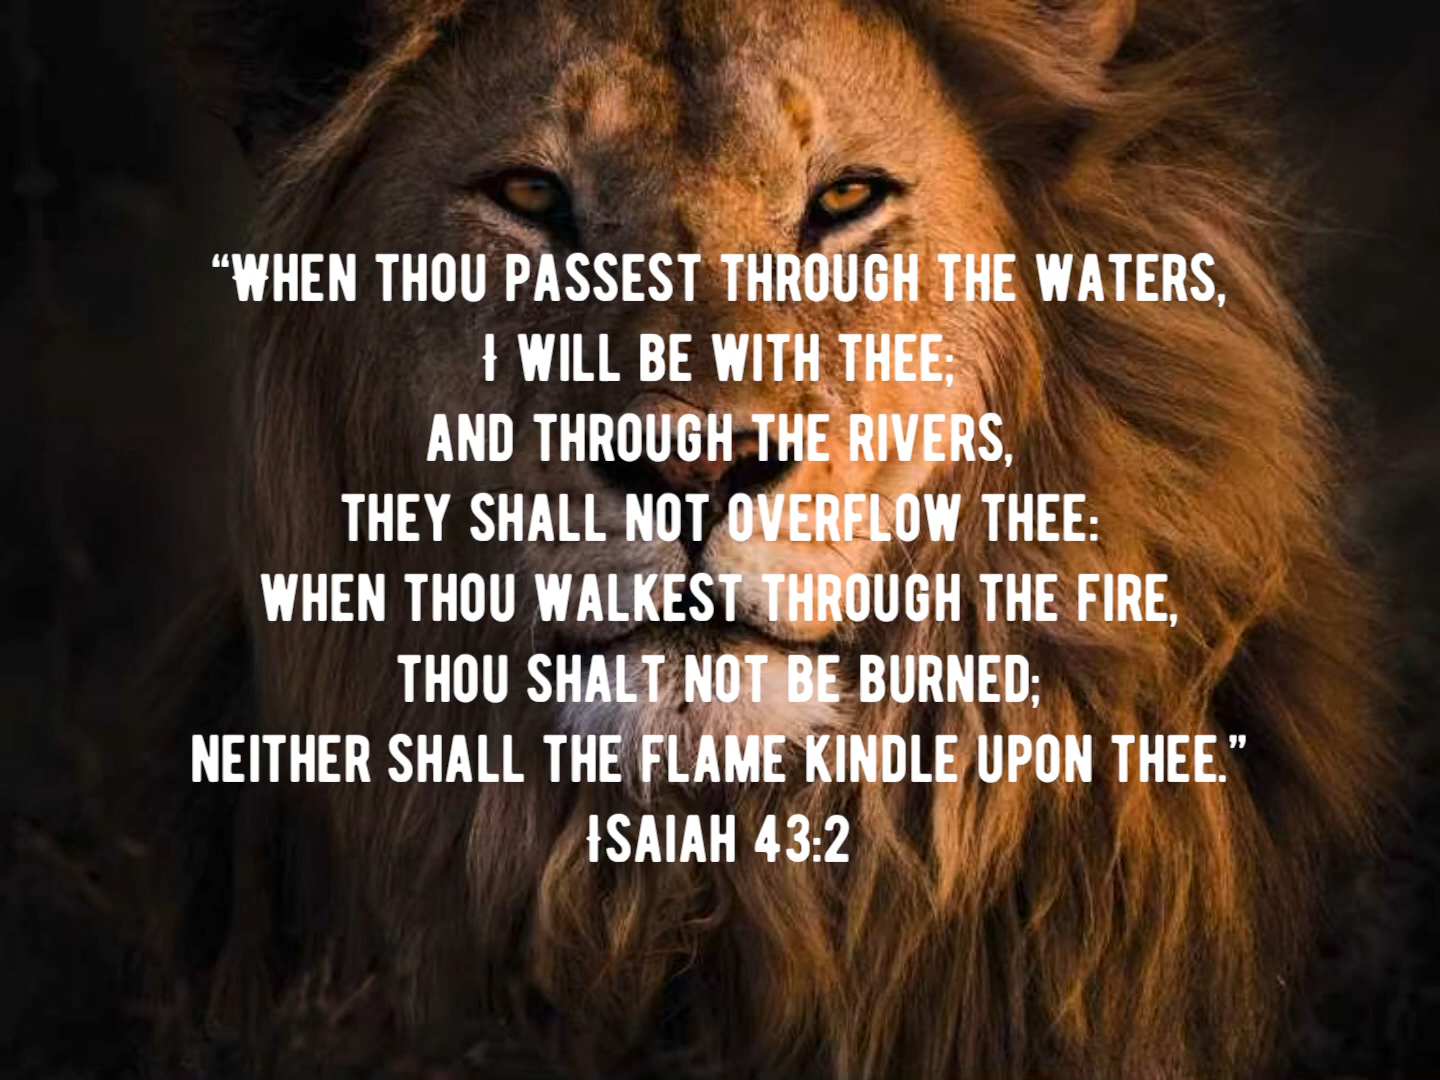 “When thou passest through the waters,
I will be with thee;
and through the rivers,
they shall not overflow thee:
when thou walkest through the fire,
thou shalt not be burned;
neither shall the flame kindle upon thee.”
Isaiah 43:2